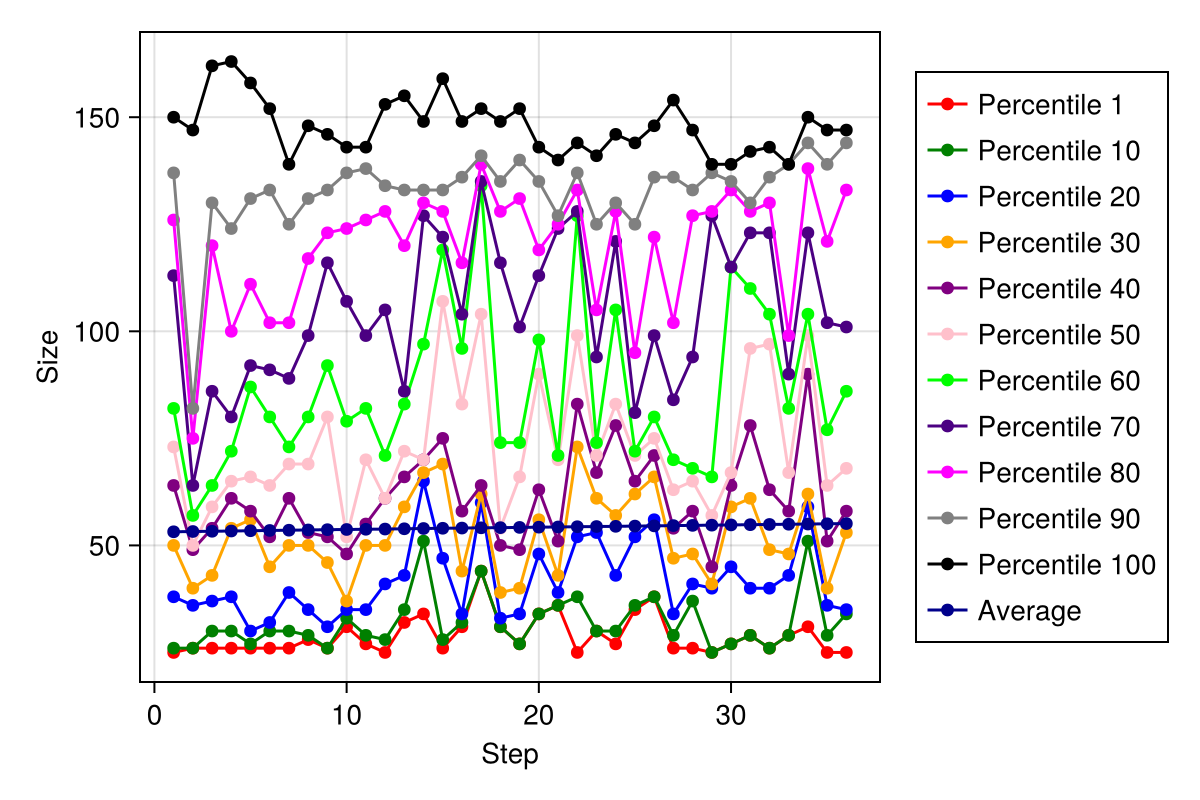 150
100
50
Size
0
10
20
30
Step
Percentile 1
Percentile 10
Percentile 20
Percentile 30
Percentile 40
Percentile 50
Percentile 60
Percentile 70
Percentile 80
Percentile 90
Percentile 100
Average